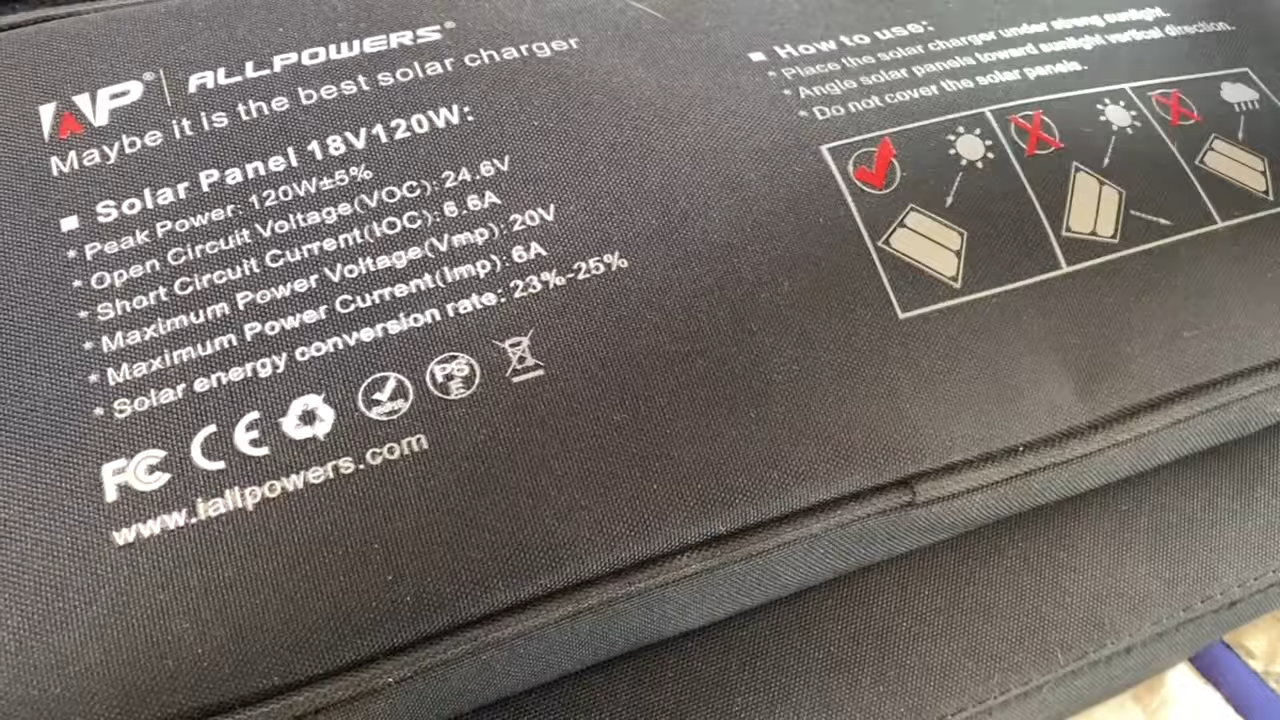 AP® ALLPOWERS®
Maybe it is the best solar charger
■ Solar Panel 18V120W:
* Peak Power: 120W±5%
* Open Circuit Voltage(VOC): 24.6V
* Short Circuit Current(IOC): 6.6A
* Maximum Power Voltage(Vmp): 20V
* Maximum Power Current(Imp): 6A
* Solar energy conversion rate: 23%-25%
FC CE PSE
www.iallpowers.com
■ How to use:
* Place the solar charger under strong sunlight.
* Angle solar panels toward sunlight vertical direction.
* Do not cover the solar panels.